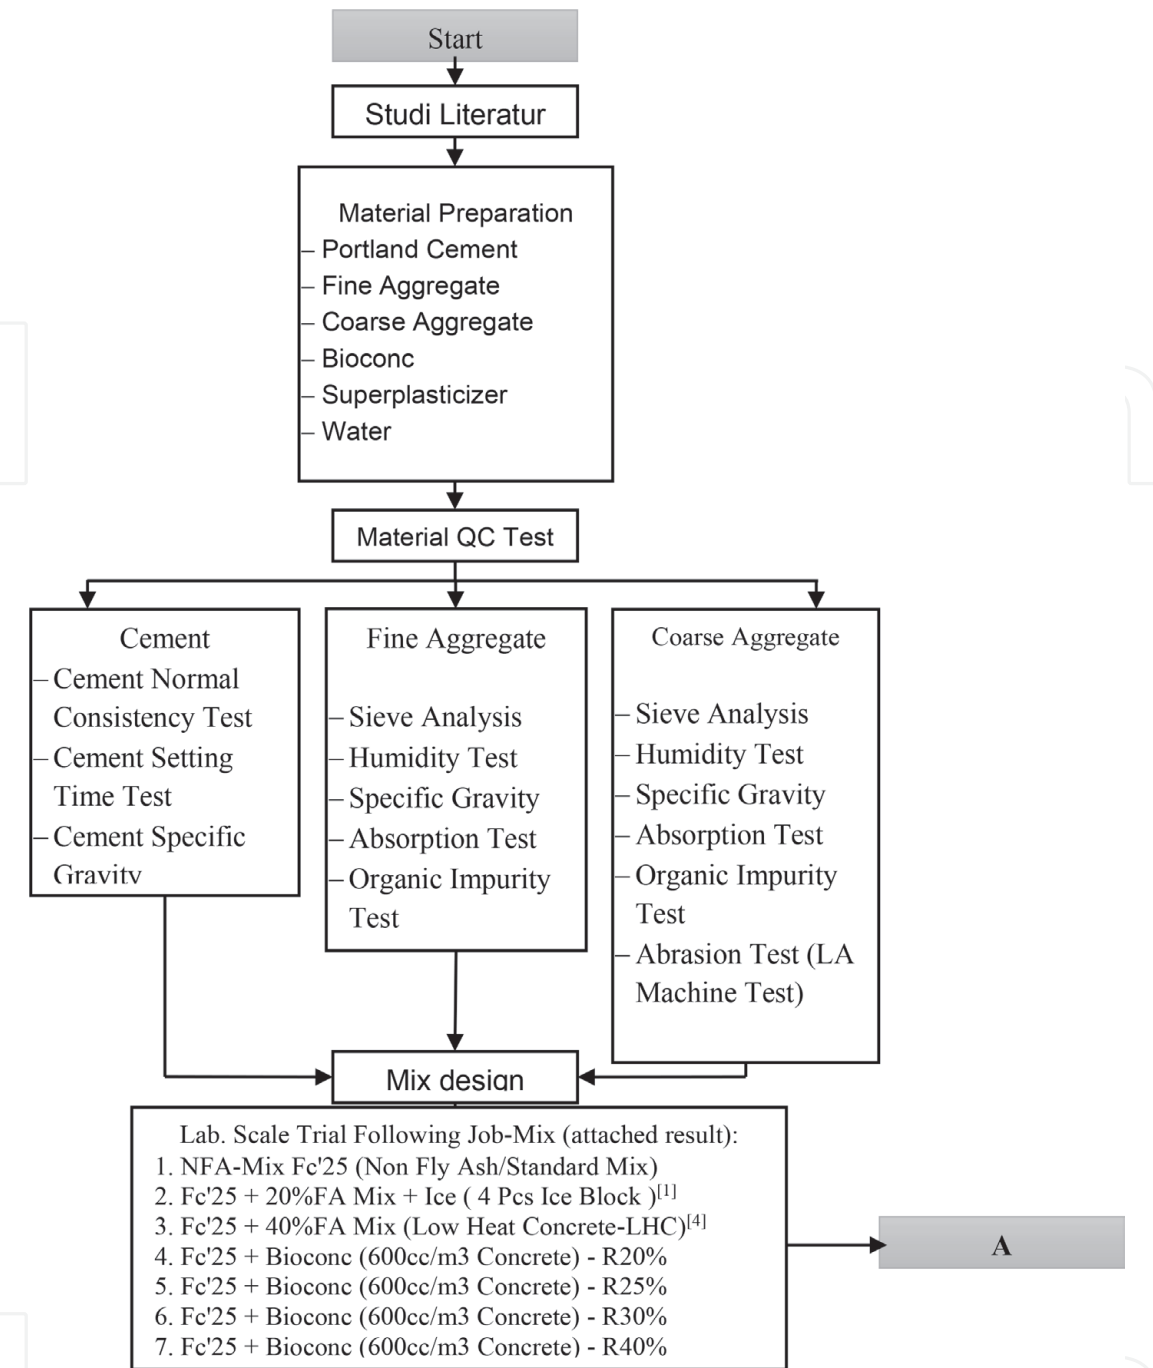 Start
Studi Literatur
Material Preparation
– Portland Cement
– Fine Aggregate
– Coarse Aggregate
– Bioconc
– Superplasticizer
– Water
Material QC Test
Cement
– Cement Normal
Consistency Test
– Cement Setting
Time Test
– Cement Specific
Gravity
Fine Aggregate
– Sieve Analysis
– Humidity Test
– Specific Gravity
– Absorption Test
– Organic Impurity
Test
Coarse Aggregate
– Sieve Analysis
– Humidity Test
– Specific Gravity
– Absorption Test
– Organic Impurity
Test
– Abrasion Test (LA
Machine Test)
Mix design
Lab. Scale Trial Following Job-Mix (attached result):
1. NFA-Mix Fc'25 (Non Fly Ash/Standard Mix)
2. Fc'25 + 20%FA Mix + Ice ( 4 Pcs Ice Block )[1]
3. Fc'25 + 40%FA Mix (Low Heat Concrete-LHC)[4]
4. Fc'25 + Bioconc (600cc/m3 Concrete) - R20%
5. Fc'25 + Bioconc (600cc/m3 Concrete) - R25%
6. Fc'25 + Bioconc (600cc/m3 Concrete) - R30%
7. Fc'25 + Bioconc (600cc/m3 Concrete) - R40%
A